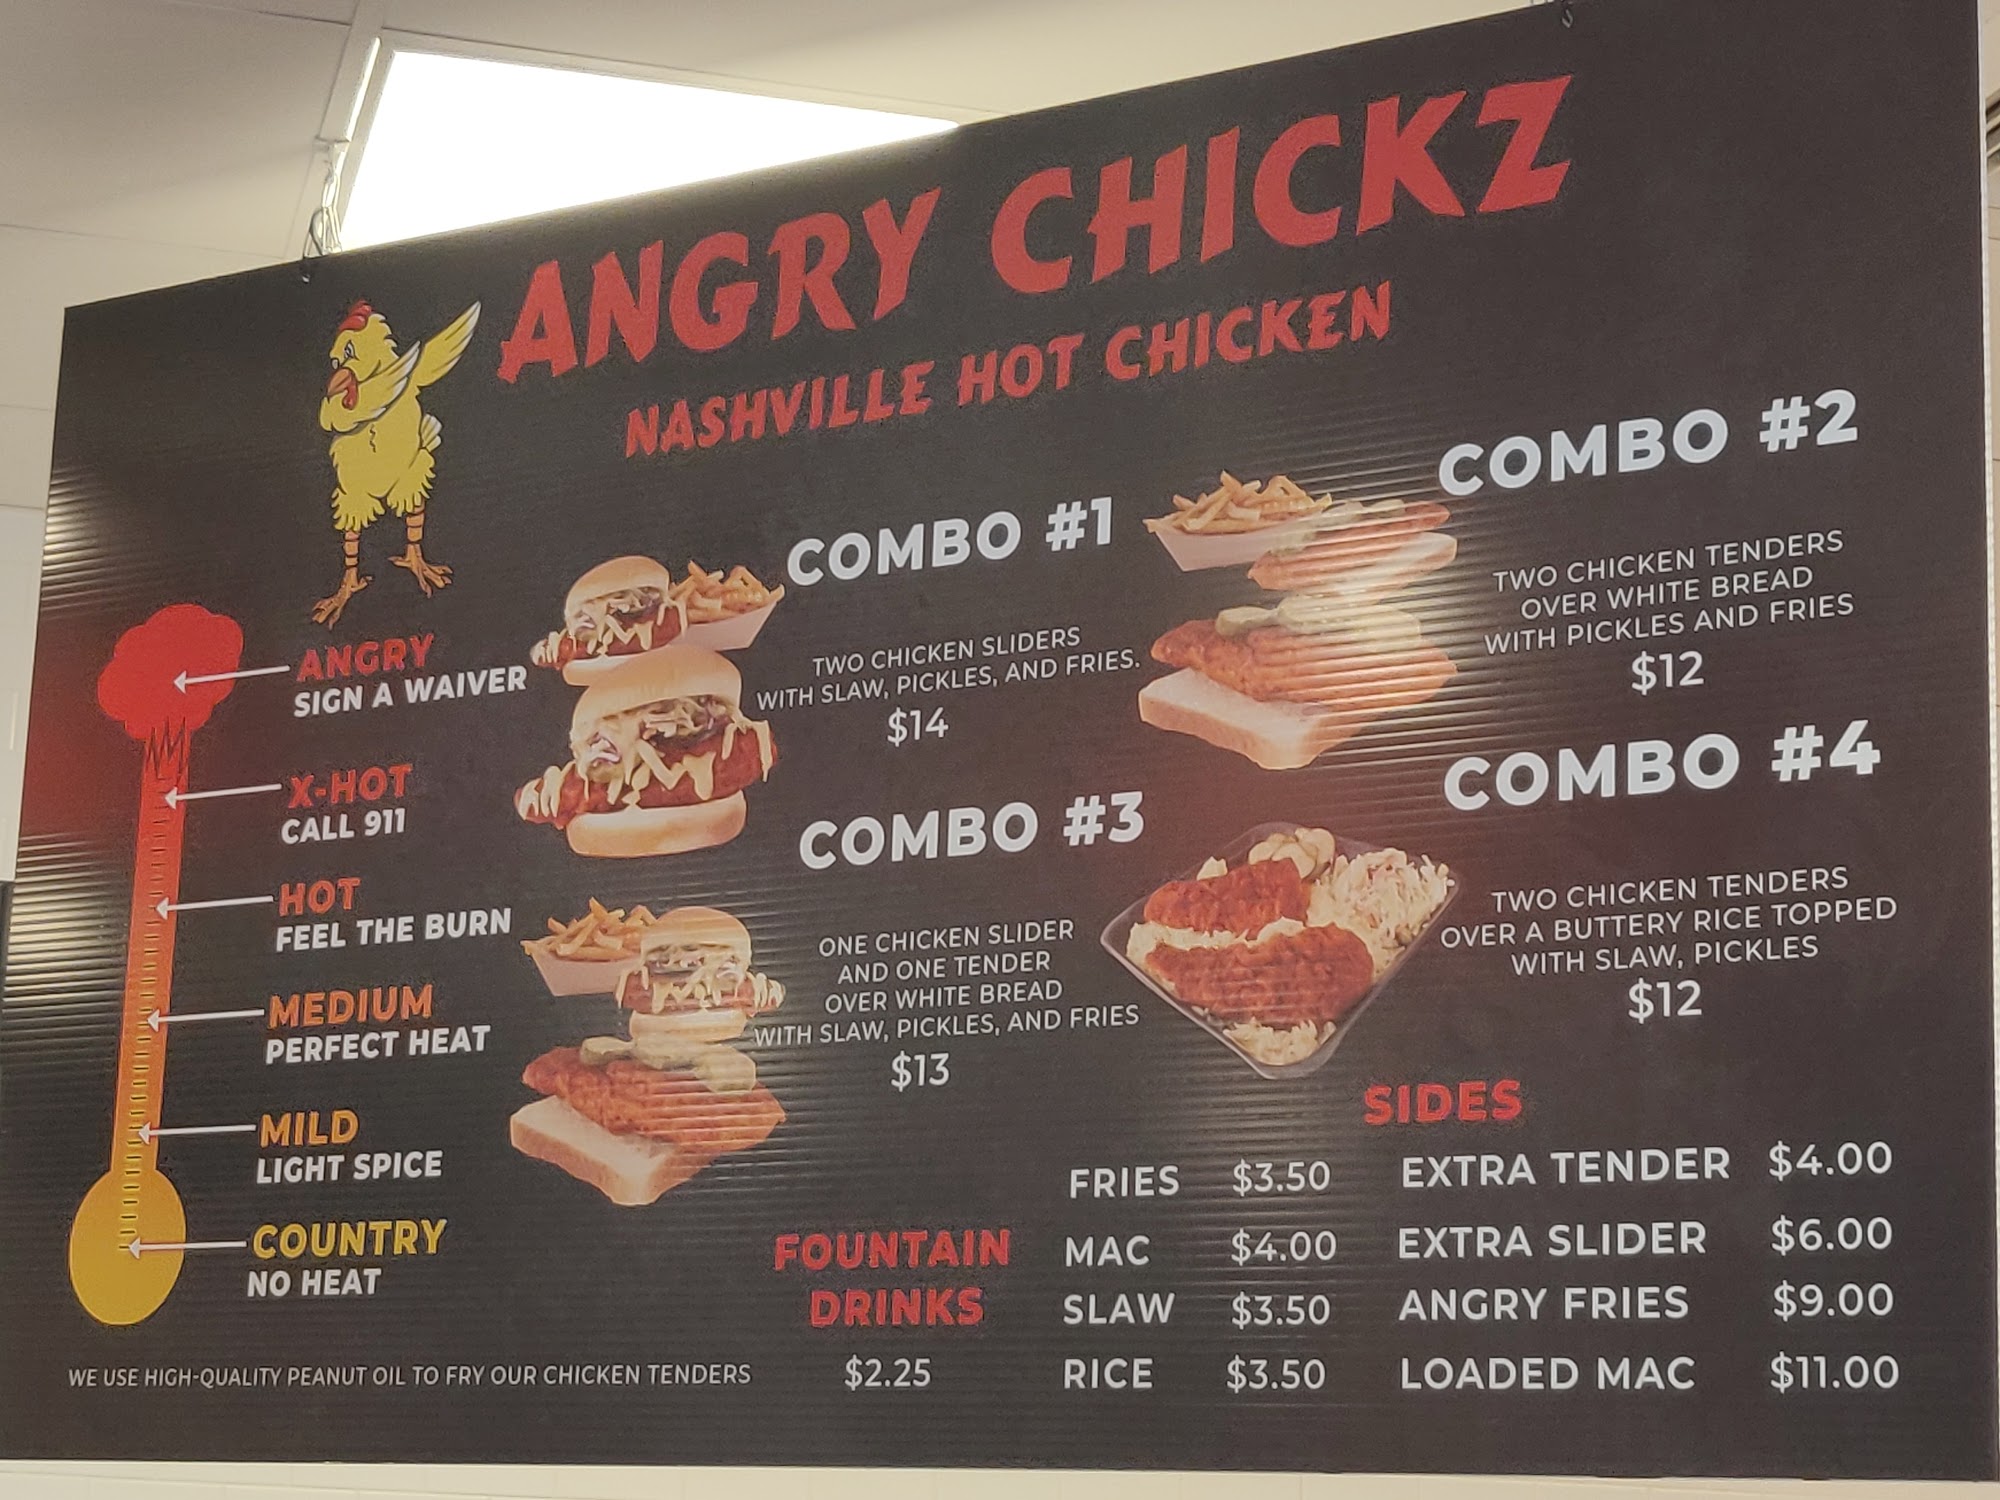 ANGRY CHICKZ
NASHVILLE HOT CHICKEN
ANGRY
SIGN A WAIVER
X-HOT
CALL 911
HOT
FEEL THE BURN
MEDIUM
PERFECT HEAT
MILD
LIGHT SPICE
COUNTRY
NO HEAT
WE USE HIGH-QUALITY PEANUT OIL TO FRY OUR CHICKEN TENDERS
COMBO #1
TWO CHICKEN SLIDERS
WITH SLAW, PICKLES, AND FRIES.
$14
COMBO #2
TWO CHICKEN TENDERS
OVER WHITE BREAD
WITH PICKLES AND FRIES
$12
COMBO #3
ONE CHICKEN SLIDER
AND ONE TENDER
OVER WHITE BREAD
WITH SLAW, PICKLES, AND FRIES
$13
COMBO #4
TWO CHICKEN TENDERS
OVER A BUTTERY RICE TOPPED
WITH SLAW, PICKLES
$12
FOUNTAIN
DRINKS
$2.25
SIDES
FRIES $3.50
MAC $4.00
SLAW $3.50
RICE $3.50
EXTRA TENDER $4.00
EXTRA SLIDER $6.00
ANGRY FRIES $9.00
LOADED MAC $11.00